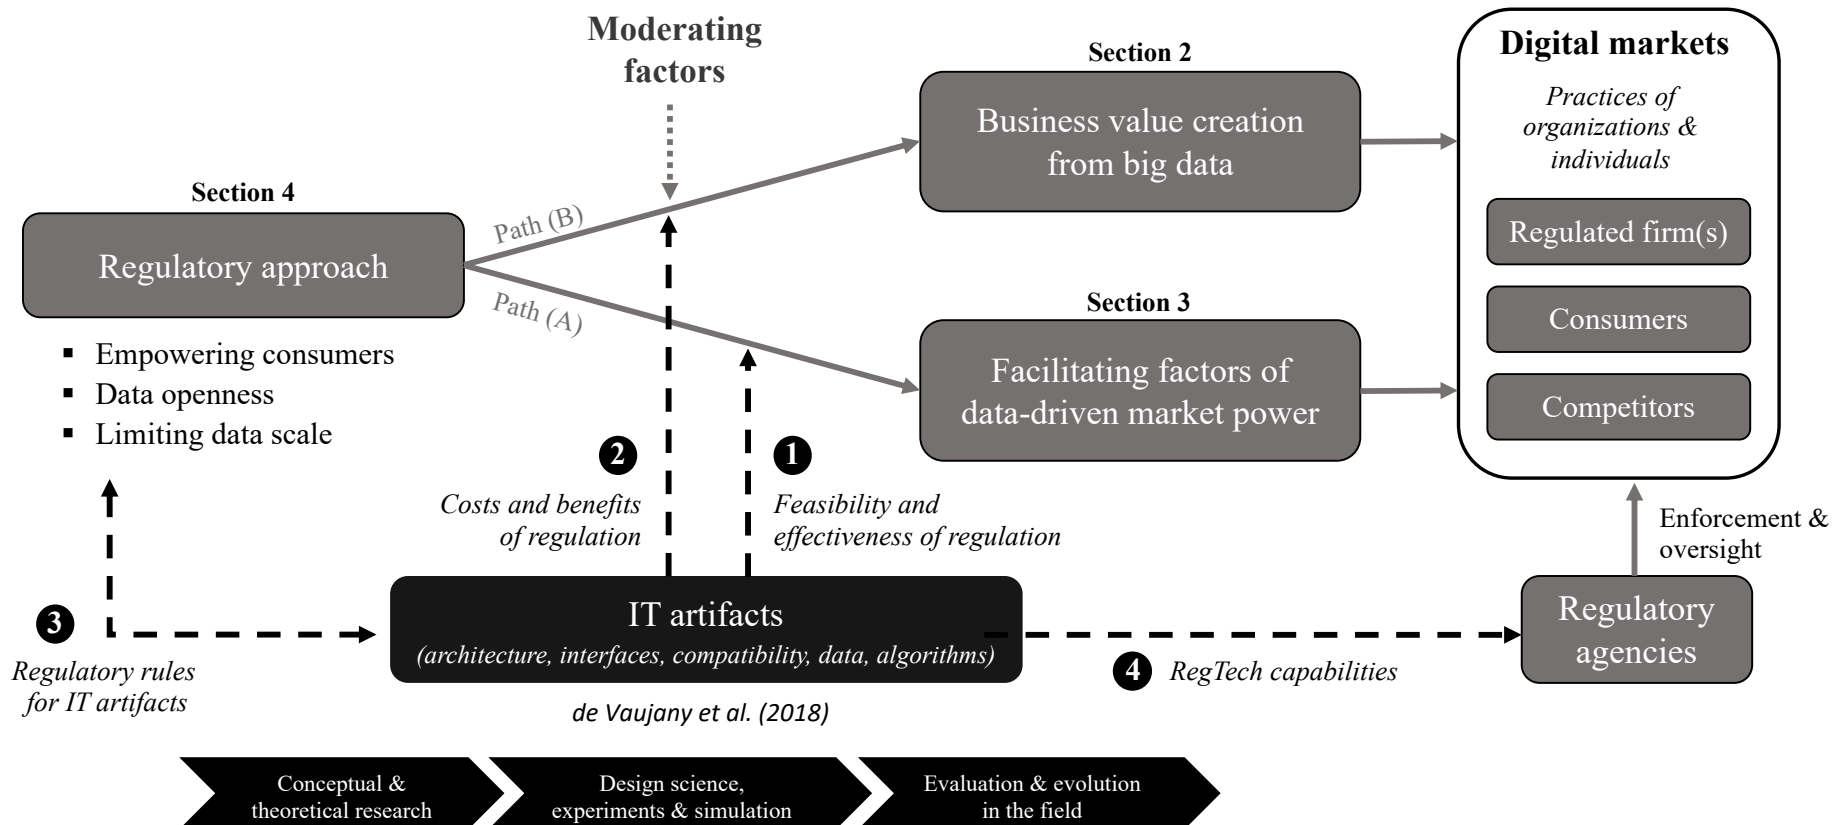 Moderating
factors
Section 2
Business value creation
from big data
Digital markets
Practices of
organizations &
individuals
Regulated firm(s)
Consumers
Competitors
Section 4
Regulatory approach
Path (B)
Path (A)
Section 3
Facilitating factors of
data-driven market power
▪ Empowering consumers
▪ Data openness
▪ Limiting data scale
2
Costs and benefits
of regulation
1
Feasibility and
effectiveness of regulation
Enforcement &
oversight
3
Regulatory rules
for IT artifacts
IT artifacts
(architecture, interfaces, compatibility, data, algorithms)
de Vaujany et al. (2018)
4
RegTech capabilities
Regulatory
agencies
Conceptual &
theoretical research
Design science,
experiments & simulation
Evaluation & evolution
in the field